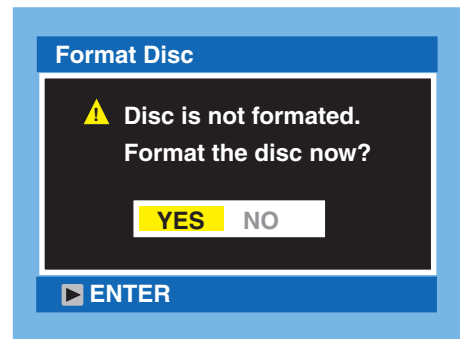 Format Disc
Disc is not formated.
Format the disc now?
YES NO
ENTER